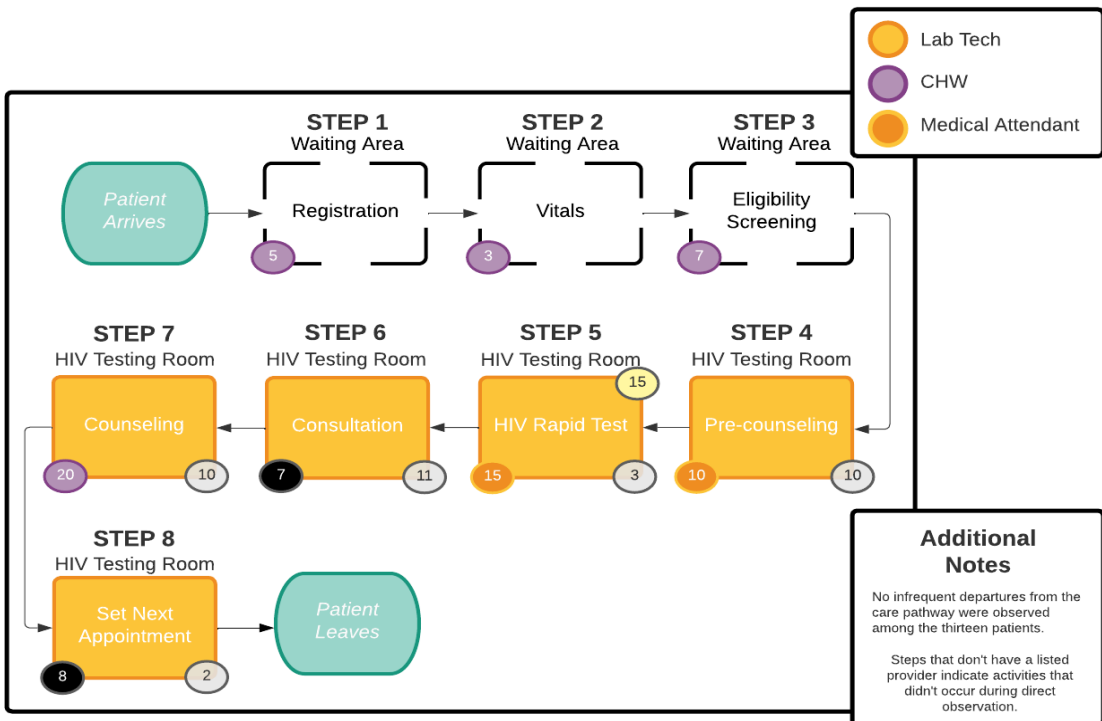 Lab Tech
CHW
Medical Attendant
STEP 1
Waiting Area
STEP 2
Waiting Area
STEP 3
Waiting Area
Patient
Arrives
Registration
5
Vitals
3
Eligibility
Screening
7
STEP 7
HIV Testing Room
STEP 6
HIV Testing Room
STEP 5
HIV Testing Room
STEP 4
HIV Testing Room
Counseling
20
10
Consultation
7
11
15
HIV Rapid Test
15
3
Pre-counseling
10
10
STEP 8
HIV Testing Room
Set Next
Appointment
8
2
Patient
Leaves
Additional
Notes
No infrequent departures from the
care pathway were observed
among the thirteen patients.
Steps that don't have a listed
provider indicate activities that
didn't occur during direct
observation.